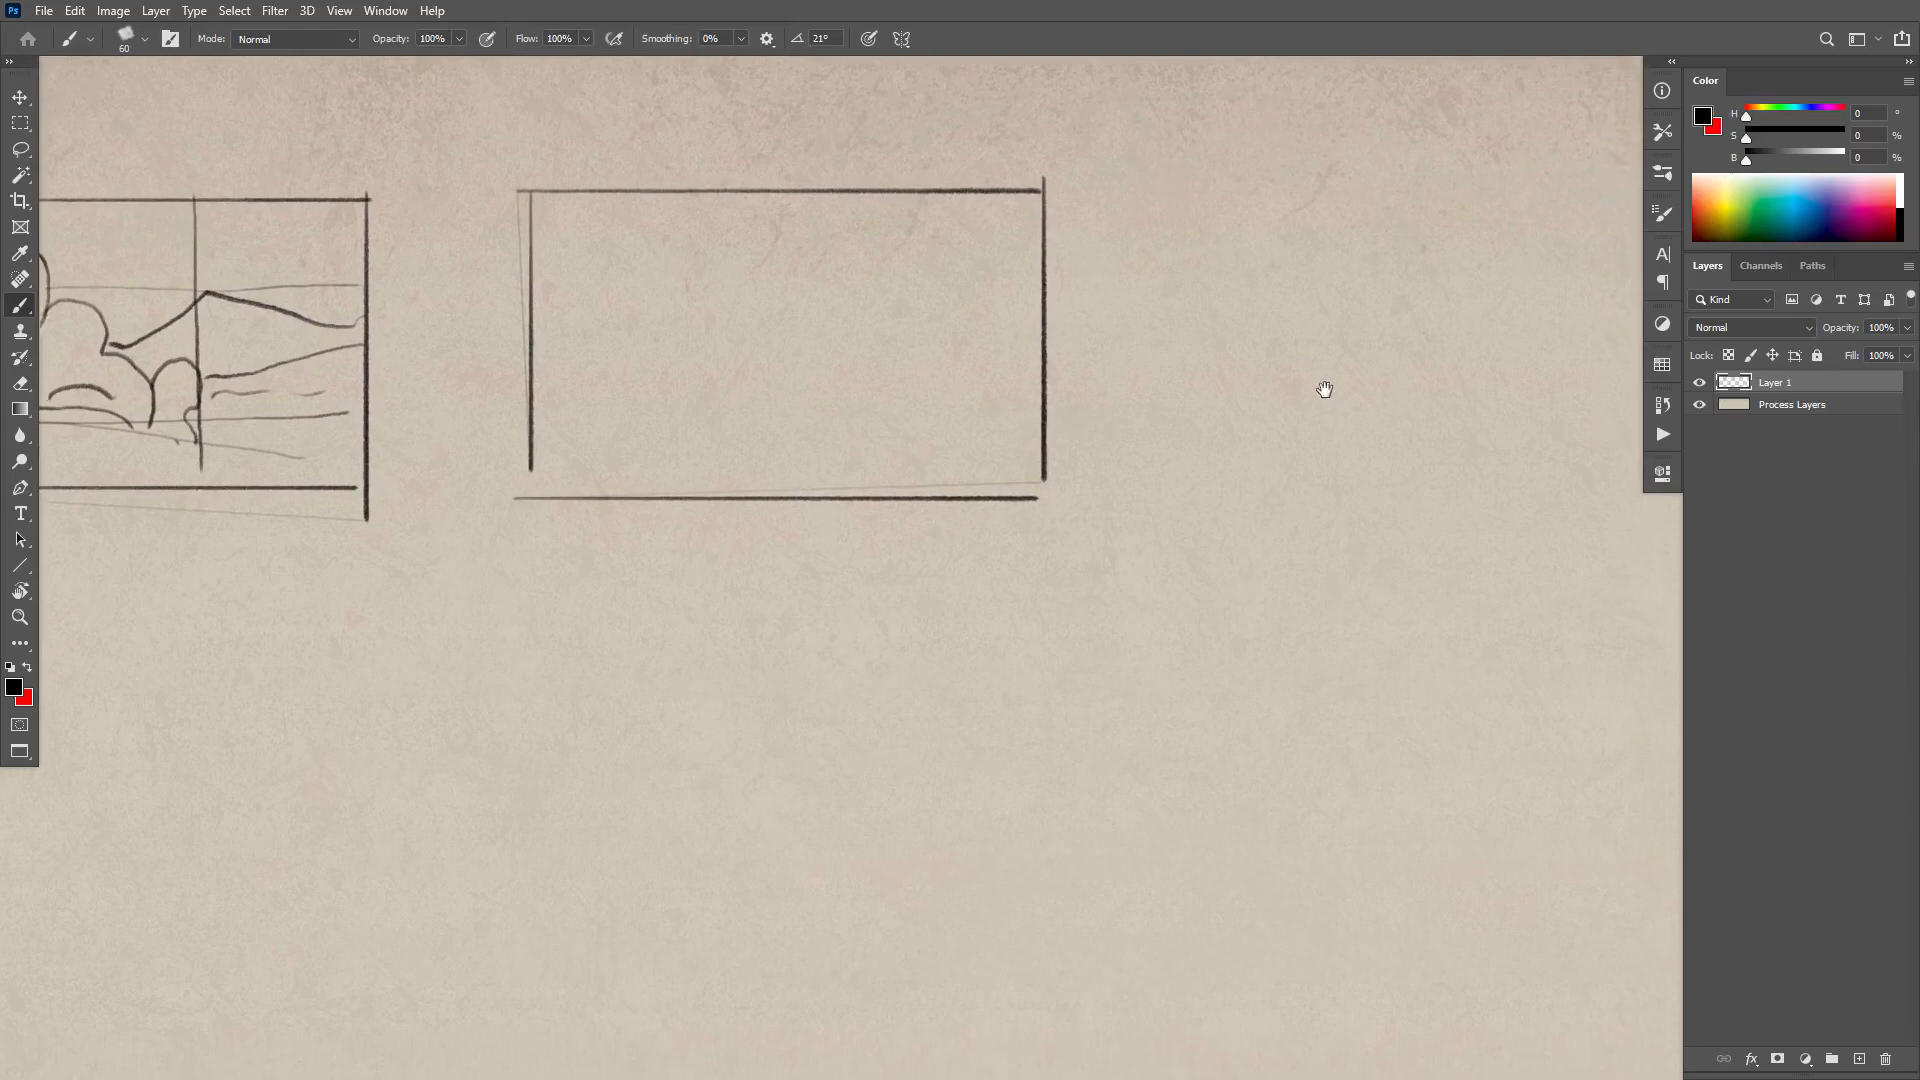 Ps File Edit Image Layer Type Select Filter 3D View Window Help
60 Mode: Normal Opacity: 100% Flow: 100% Smoothing: 0% 21°
Color
H 0 °
S 0 %
B 0 %
Layers Channels Paths
Kind
Normal Opacity: 100%
Lock: Fill: 100%
Layer 1
Process Layers